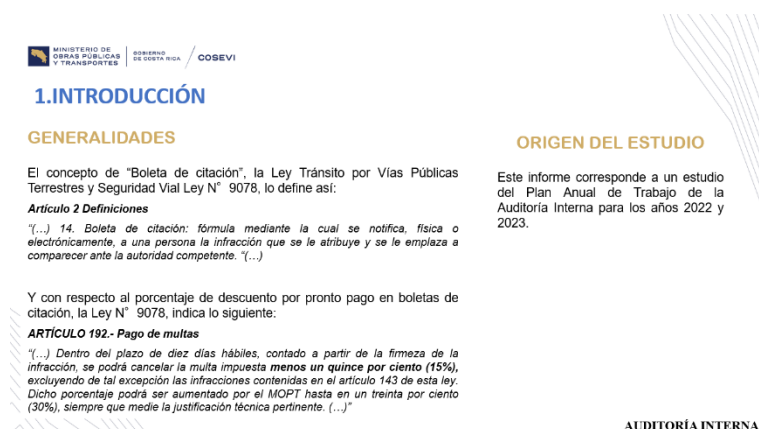 MINISTERIO DE
OBRAS PÚBLICAS
Y TRANSPORTES
GOBIERNO
DE COSTA RICA
COSEVI
1.INTRODUCCIÓN
GENERALIDADES
El concepto de “Boleta de citación”, la Ley Tránsito por Vías Públicas
Terrestres y Seguridad Vial Ley N° 9078, lo define así:
Artículo 2 Definiciones
“(…) 14. Boleta de citación: fórmula mediante la cual se notifica, física o
electrónicamente, a una persona la infracción que se le atribuye y se le emplaza a
comparecer ante la autoridad competente. “(…)
Y con respecto al porcentaje de descuento por pronto pago en boletas de
citación, la Ley N° 9078, indica lo siguiente:
ARTÍCULO 192.- Pago de multas
“(…) Dentro del plazo de diez días hábiles, contado a partir de la firmeza de la
infracción, se podrá cancelar la multa impuesta menos un quince por ciento (15%),
excluyendo de tal excepción las infracciones contenidas en el artículo 143 de esta ley.
Dicho porcentaje podrá ser aumentado por el MOPT hasta en un treinta por ciento
(30%), siempre que medie la justificación técnica pertinente. (…)”
ORIGEN DEL ESTUDIO
Este informe corresponde a un estudio
del Plan Anual de Trabajo de la
Auditoría Interna para los años 2022 y
2023.
AUDITORÍA INTERNA